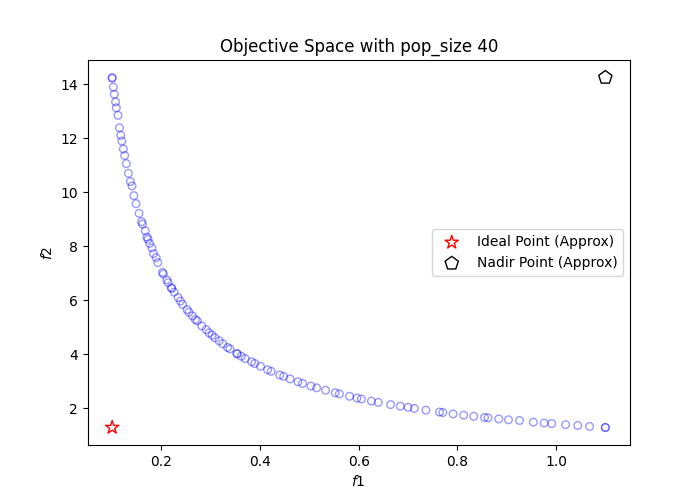 Objective Space with pop_size 40
f2
14
12
10
8
6
4
2
Ideal Point (Approx)
Nadir Point (Approx)
0.2 0.4 0.6 0.8 1.0
f1